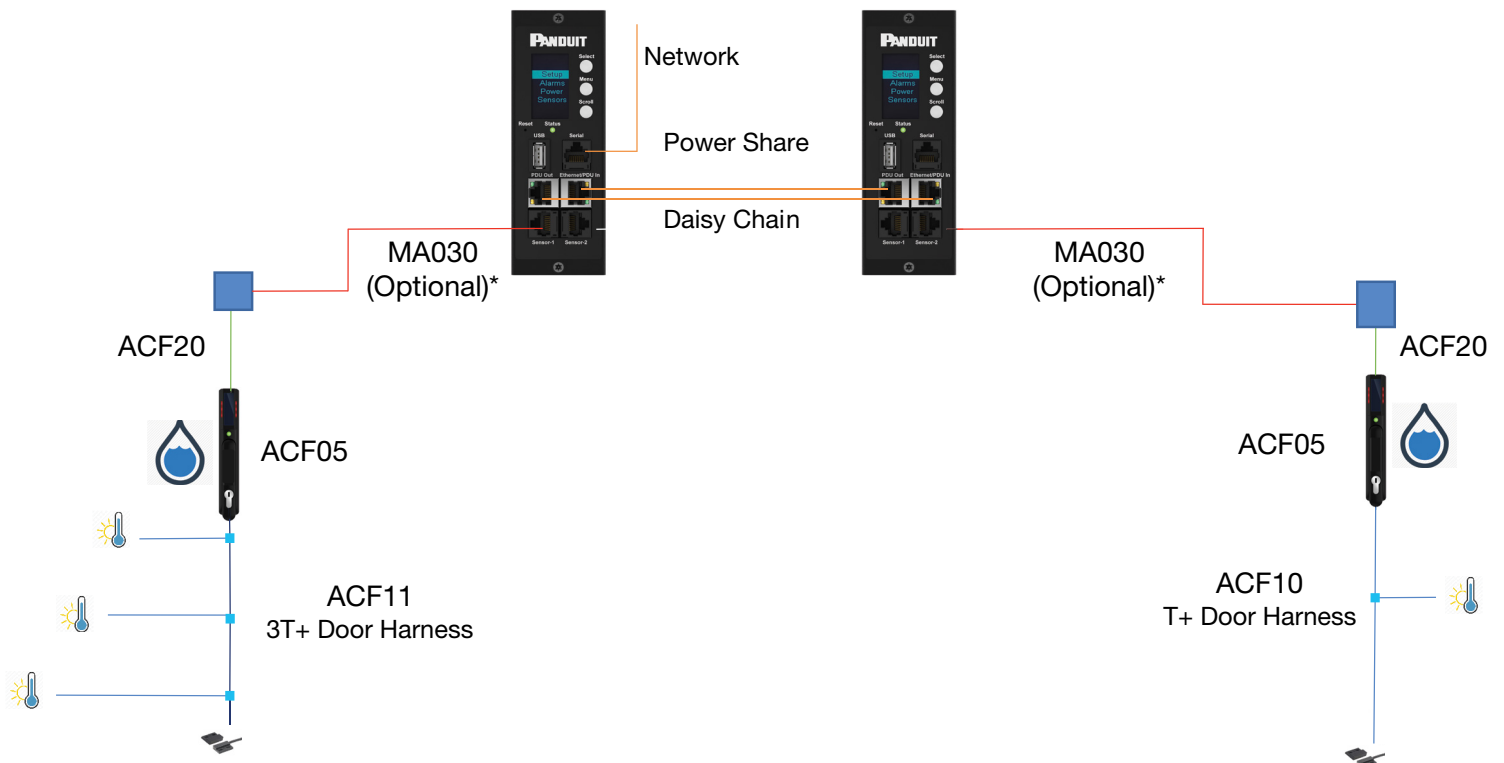 PANDUIT
Select
Setup
Alarms
Power
Sensors
Menu
Scroll
Reset
Status
USB
Serial
PDU Out
Ethernet/PDU In
Sensor-1
Sensor-2
Network
Power Share
Daisy Chain
PANDUIT
Select
Setup
Alarms
Power
Sensors
Menu
Scroll
Reset
Status
USB
Serial
PDU Out
Ethernet/PDU In
Sensor-1
Sensor-2
MA030
(Optional)*
MA030
(Optional)*
ACF20
ACF20
ACF05
ACF05
ACF11
3T+ Door Harness
ACF10
T+ Door Harness